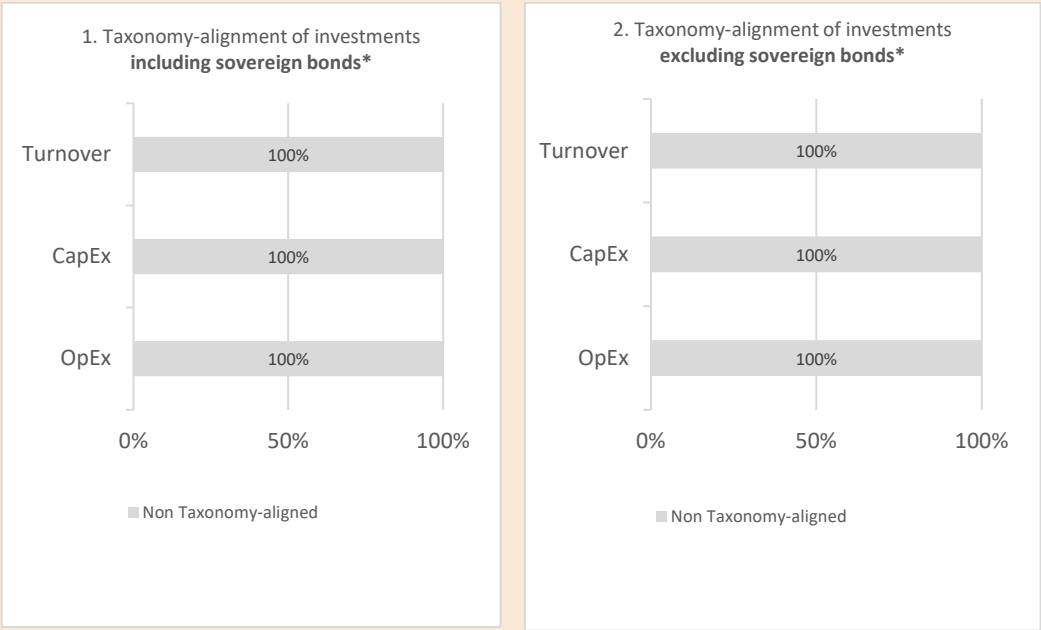 1. Taxonomy-alignment of investments
including sovereign bonds*
Turnover
100%
CapEx
100%
OpEx
100%
0% 50% 100%
Non Taxonomy-aligned
2. Taxonomy-alignment of investments
excluding sovereign bonds*
Turnover
100%
CapEx
100%
OpEx
100%
0% 50% 100%
Non Taxonomy-aligned